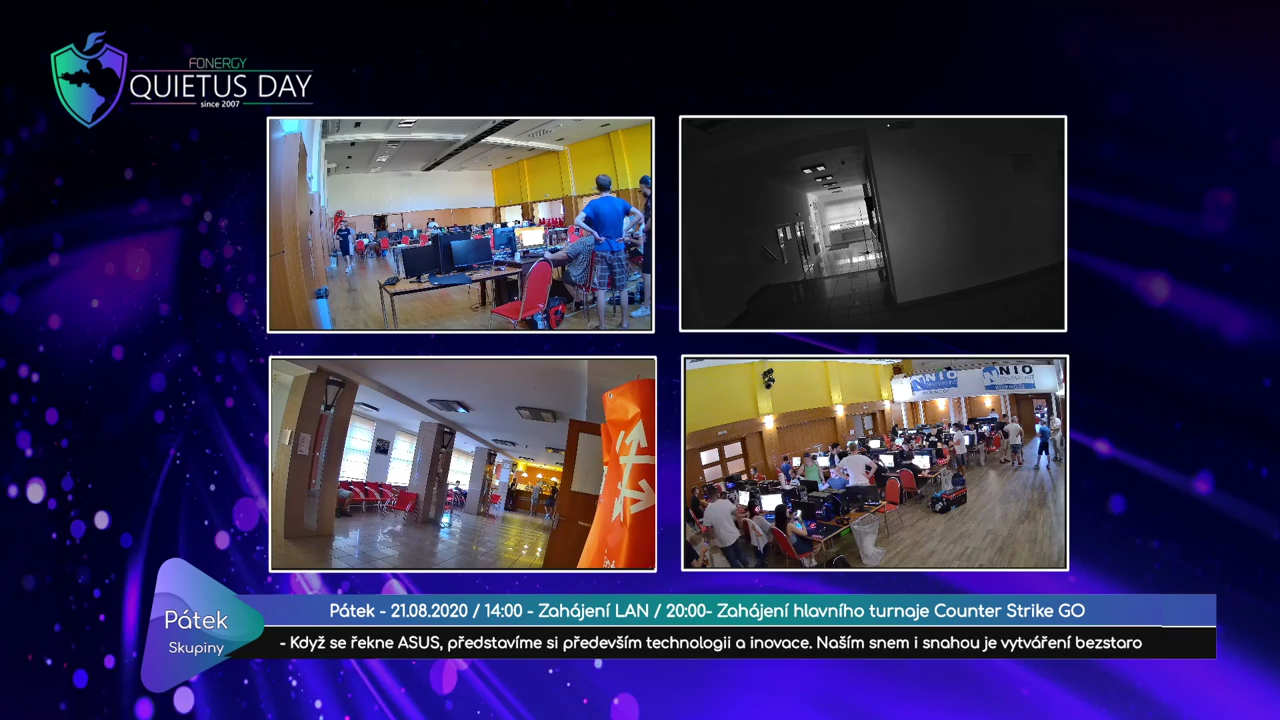 FONERGY
QUIETUS DAY
since 2007
NIO
NIO
Pátek
Skupiny
Pátek - 21.08.2020 / 14:00 - Zahájení LAN / 20:00- Zahájení hlavního turnaje Counter Strike GO
- Když se řekne ASUS, představíme si především technologii a inovace. Naším snem i snahou je vytváření bezstaro